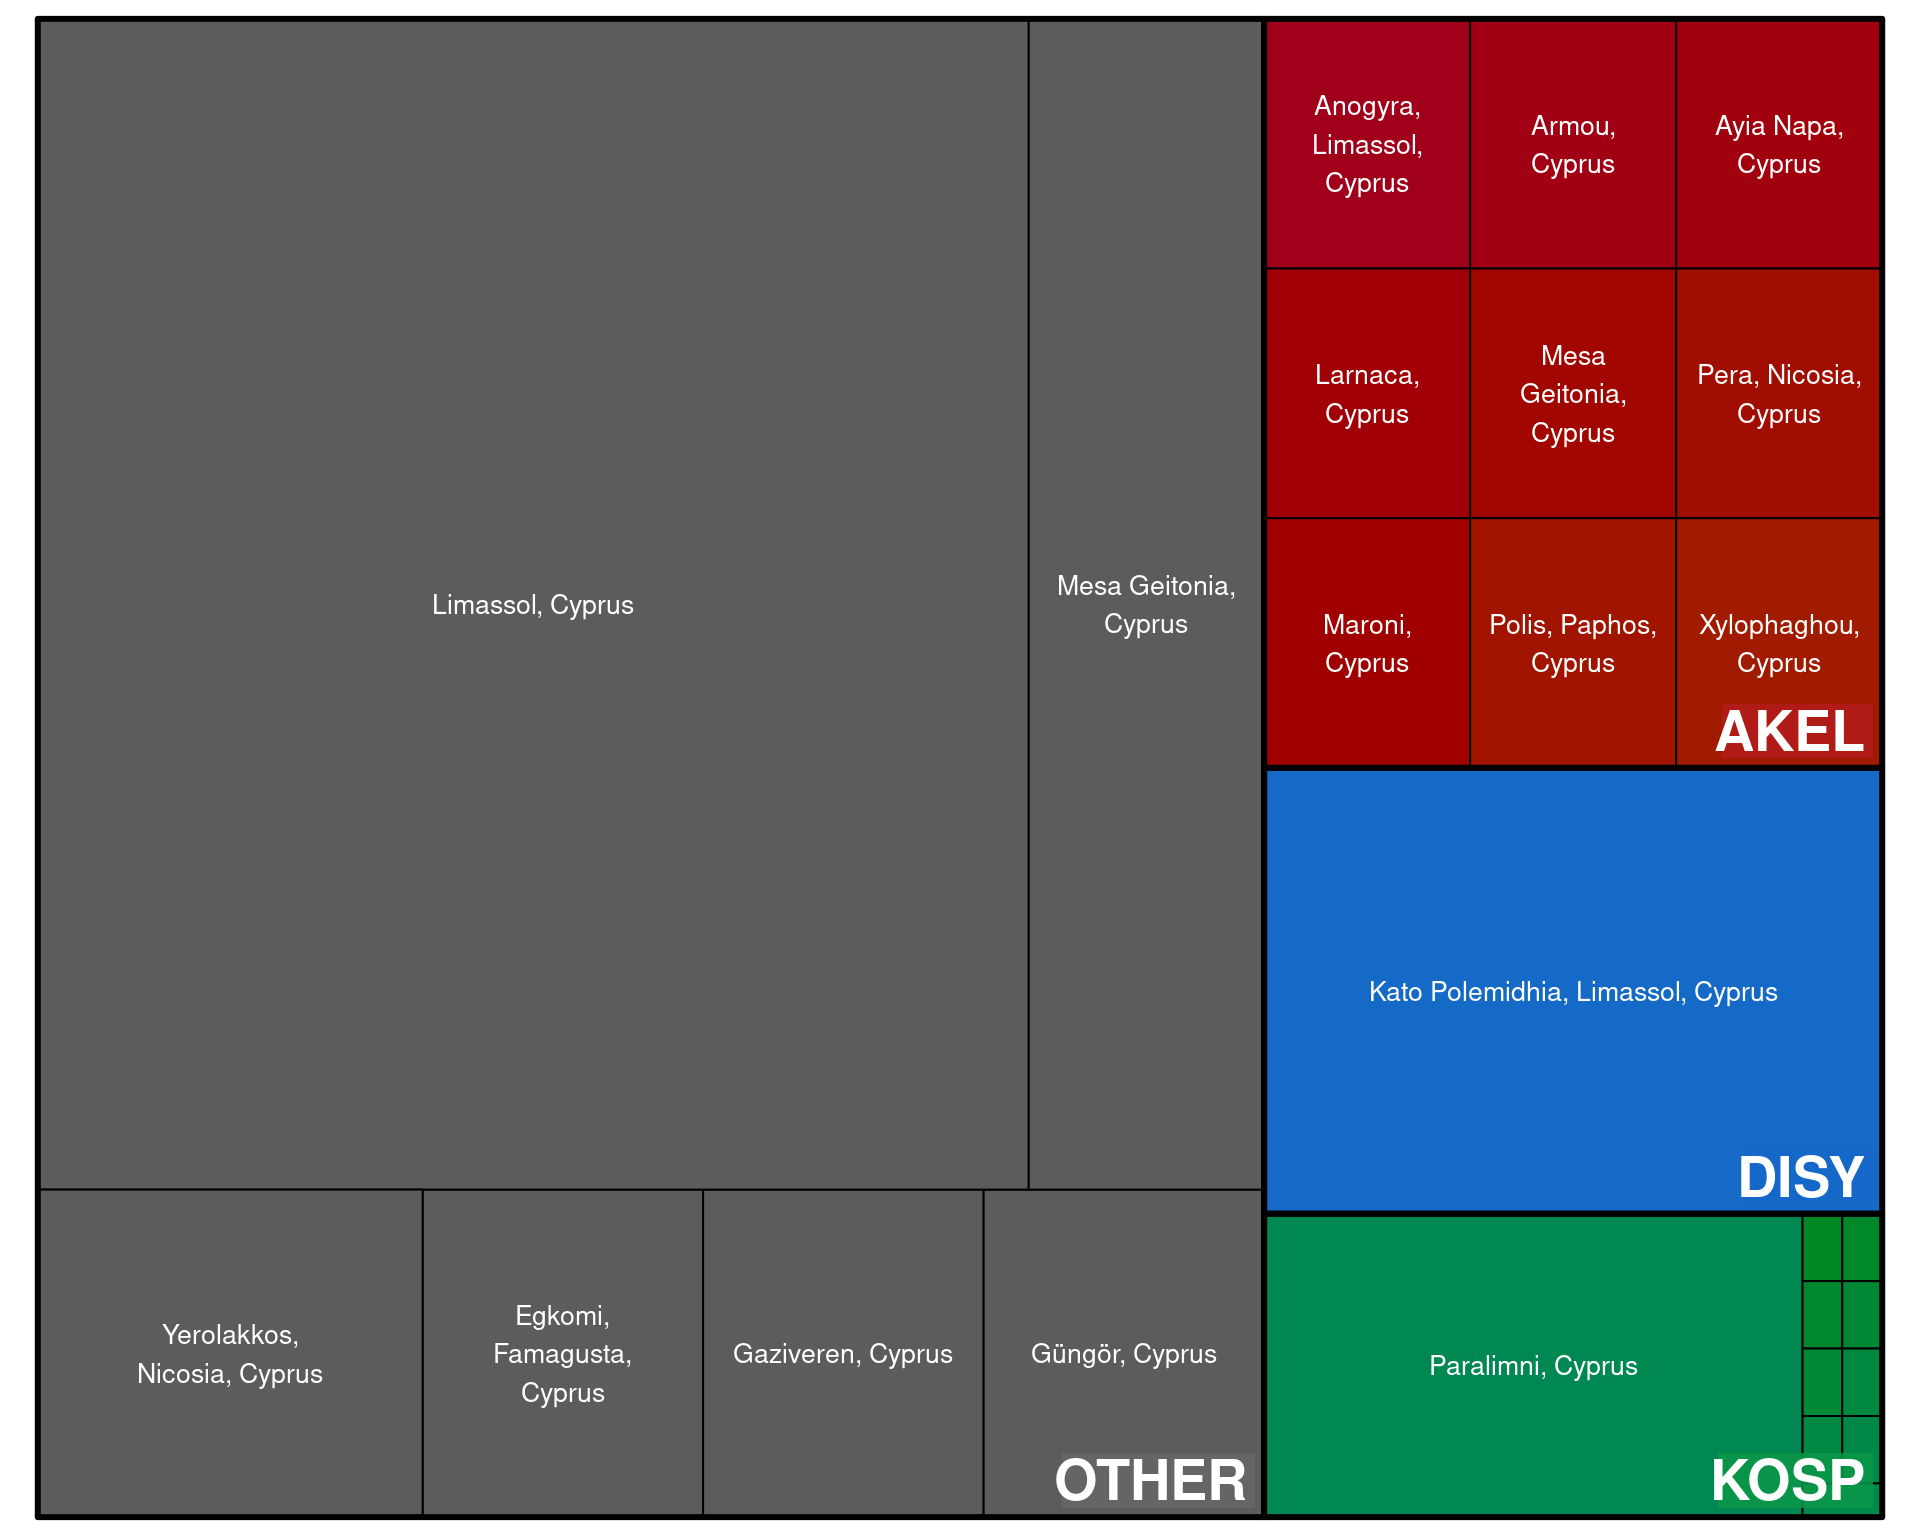 Limassol, Cyprus
Mesa Geitonia,
Cyprus
Yerolakkos,
Nicosia, Cyprus
Egkomi,
Famagusta,
Cyprus
Gaziveren, Cyprus
Güngör, Cyprus
OTHER
Anogyra,
Limassol,
Cyprus
Armou,
Cyprus
Ayia Napa,
Cyprus
Larnaca,
Cyprus
Mesa
Geitonia,
Cyprus
Pera, Nicosia,
Cyprus
Maroni,
Cyprus
Polis, Paphos,
Cyprus
Xylophaghou,
Cyprus
AKEL
Kato Polemidhia, Limassol, Cyprus
DISY
Paralimni, Cyprus
KOSP